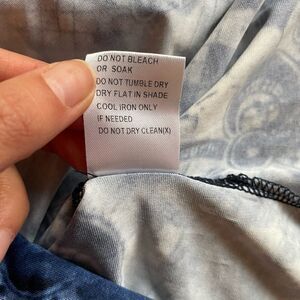 DO NOT BLEACH
OR SOAK
DO NOT TUMBLE DRY
DRY FLAT IN SHADE
COOL IRON ONLY
IF NEEDED
DO NOT DRY CLEAN(X)